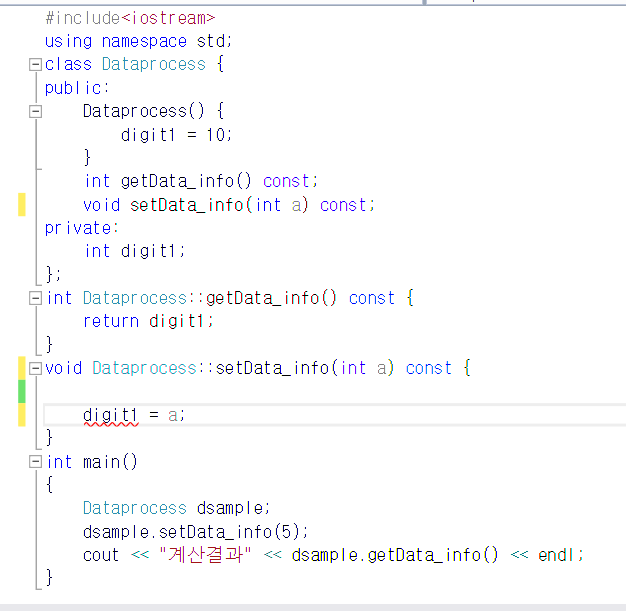 #include<iostream>
using namespace std;
class Dataprocess {
public:
Dataprocess() {
digit1 = 10;
}
int getData_info() const;
void setData_info(int a) const;
private:
int digit1;
};
int Dataprocess::getData_info() const {
return digit1;
}
void Dataprocess::setData_info(int a) const {
digit1 = a;
}
int main()
{
Dataprocess dsample;
dsample.setData_info(5);
cout << "계산결과" << dsample.getData_info() << endl;
}